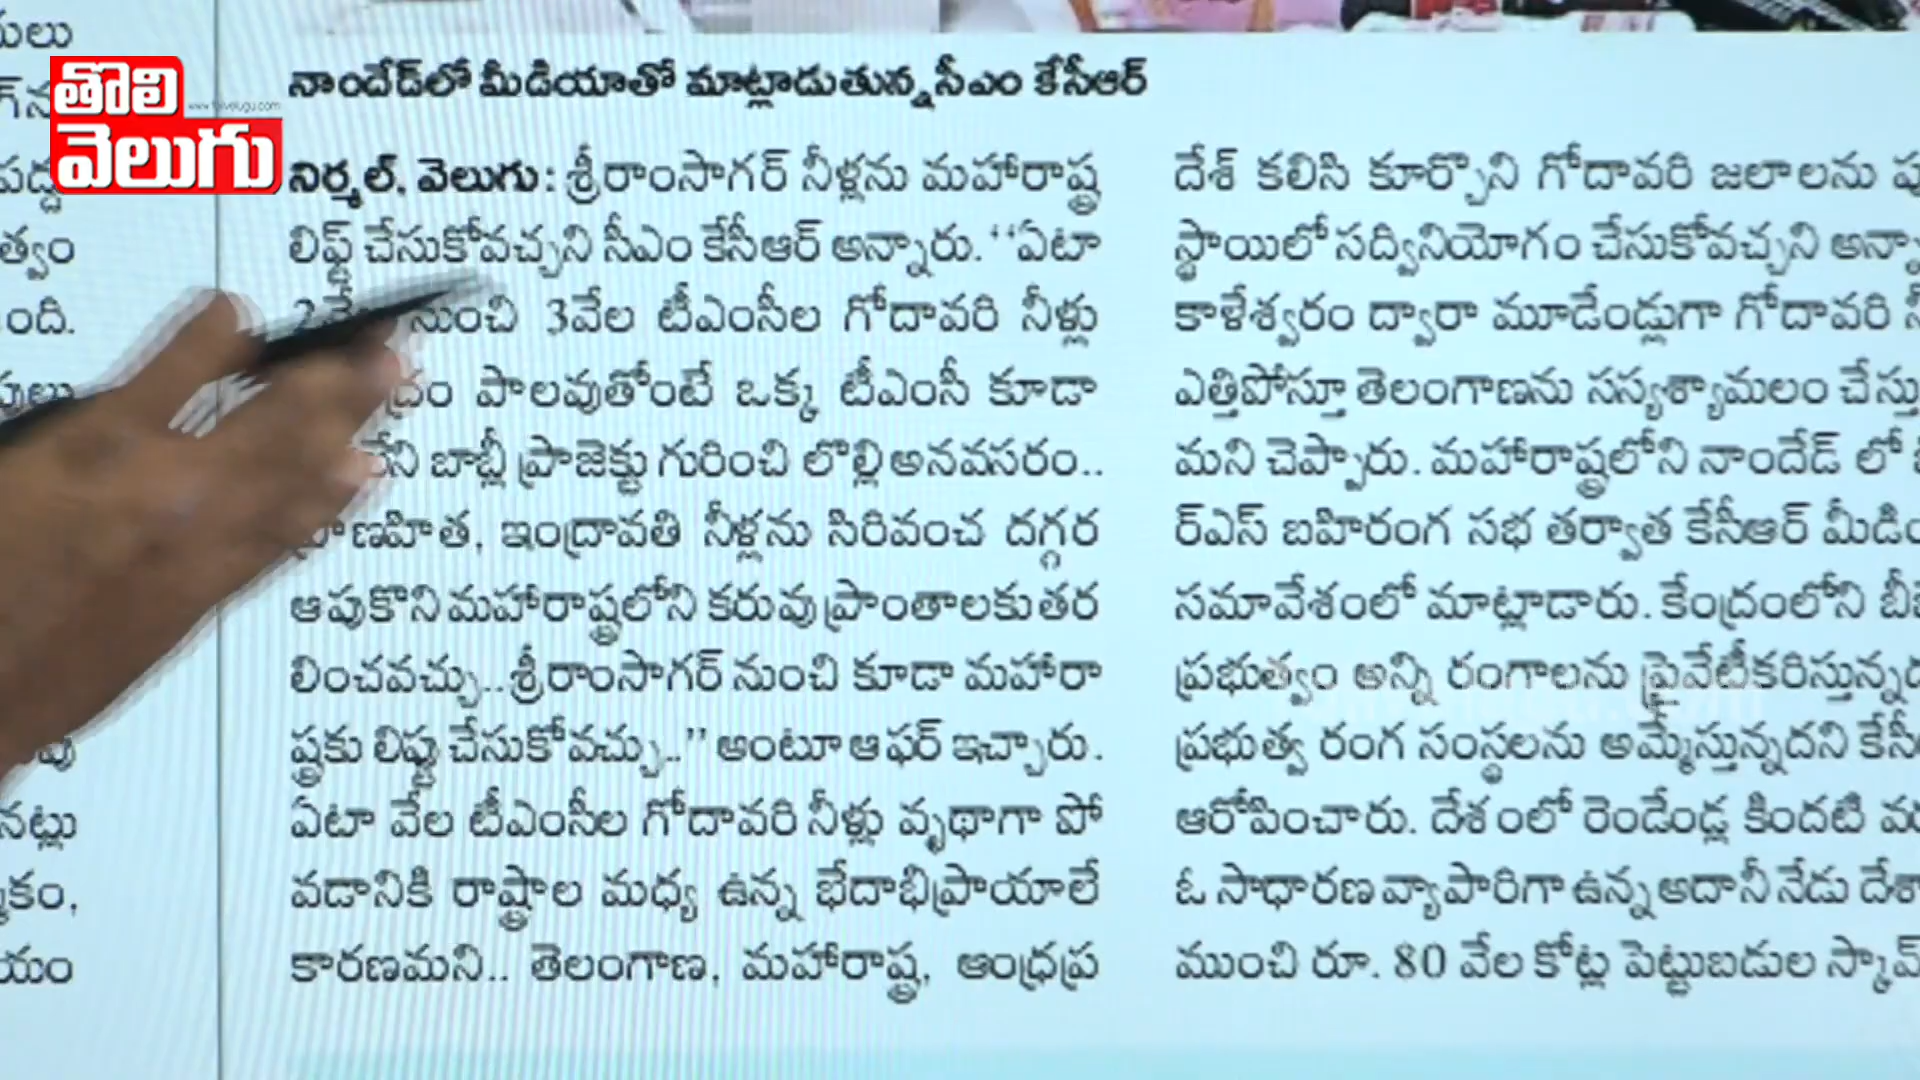 తొలి
వెలుగు
నాందేడ్‌లో మీడియాతో మాట్లాడుతున్న సీఎం కేసీఆర్
నిర్మల్, వెలుగు: శ్రీరాంసాగర్ నీళ్లను మహారాష్ట్ర
లిఫ్ట్ చేసుకోవచ్చని సీఎం కేసీఆర్ అన్నారు. ‘‘ఏటా
నుంచి 3వేల టీఎంసీల గోదావరి నీళ్లు
పాలవుతోంటే ఒక్క టీఎంసీ కూడా
బాబ్లీ ప్రాజెక్టు గురించి లొల్లి అనవసరం..
ప్రాణహిత, ఇంద్రావతి నీళ్లను సిరివంచ దగ్గర
ఆపుకొని మహారాష్ట్రలోని కరువు ప్రాంతాలకు తర
లించవచ్చు.. శ్రీరాంసాగర్ నుంచి కూడా మహారా
ష్ట్రకు లిఫ్టు చేసుకోవచ్చు..’’ అంటూ ఆఫర్ ఇచ్చారు.
ఏటా వేల టీఎంసీల గోదావరి నీళ్లు వృథాగా పో
వడానికి రాష్ట్రాల మధ్య ఉన్న భేదాభిప్రాయాలే
కారణమని.. తెలంగాణ, మహారాష్ట్ర, ఆంధ్రప్ర
దేశ్ కలిసి కూర్చొని గోదావరి జలాలను
స్థాయిలో సద్వినియోగం చేసుకోవచ్చని
కాళేశ్వరం ద్వారా మూడేండ్లుగా గోదావరి
ఎత్తిపోస్తూ తెలంగాణను సస్యశ్యామలం చేస్తు
మని చెప్పారు. మహారాష్ట్రలోని నాందేడ్ లో
ర్ఎస్ బహిరంగ సభ తర్వాత కేసీఆర్ మీడి
సమావేశంలో మాట్లాడారు. కేంద్రంలోని
ప్రభుత్వం అన్ని రంగాలను ప్రైవేటీకరిస్తున్న
ప్రభుత్వ రంగ సంస్థలను అమ్మేస్తున్నదని
ఆరోపించారు. దేశంలో రెండేండ్ల కిందటి
ఓ సాధారణ వ్యాపారిగా ఉన్న అదానీ నేడు
ముంచి రూ. 80 వేల కోట్ల పెట్టుబడుల